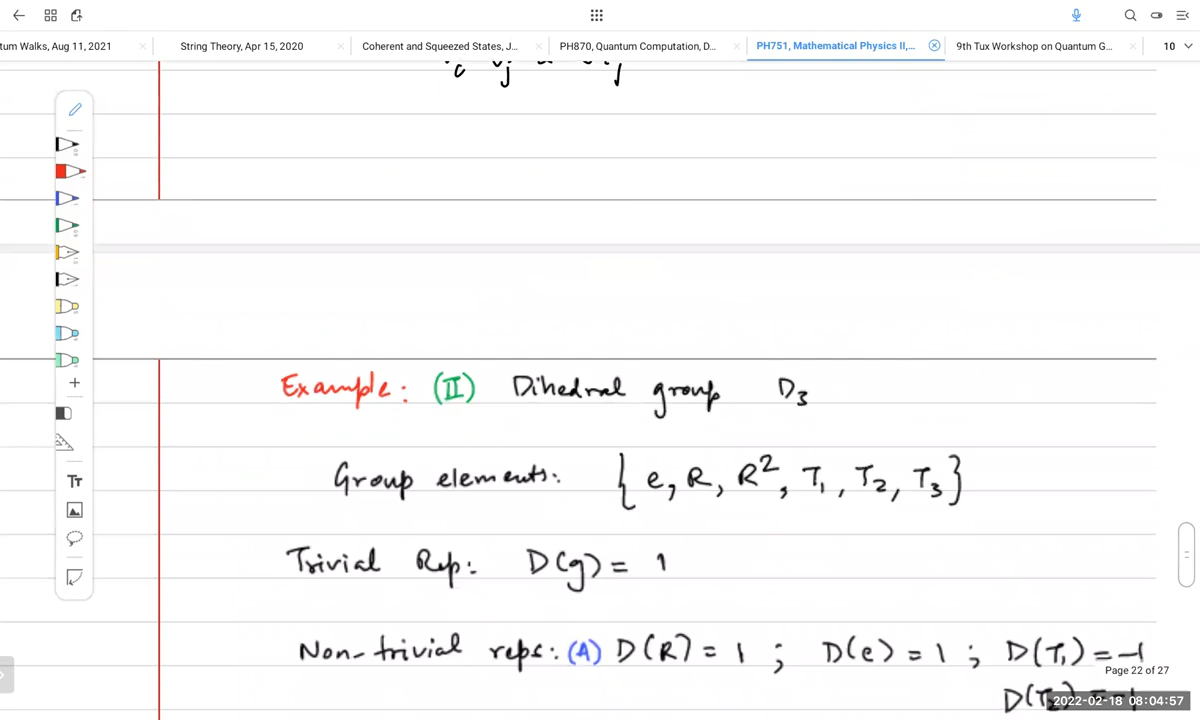 tum Walks, Aug 11, 2021 String Theory, Apr 15, 2020 Coherent and Squeezed States, J... PH870, Quantum Computation, D... PH751, Mathematical Physics II,... 9th Tux Workshop on Quantum G... 10
Example: (II) Dihedral group D₃
Group elements: { e, R, R², T₁, T₂, T₃ }
Trivial Rep: D(g) = 1
Non-trivial reps: (A) D(R) = 1 ; D(e) = 1 ; D(T₁) = -1
Page 22 of 27
D(T₂) = -1
2022-02-18 08:04:57
Tт